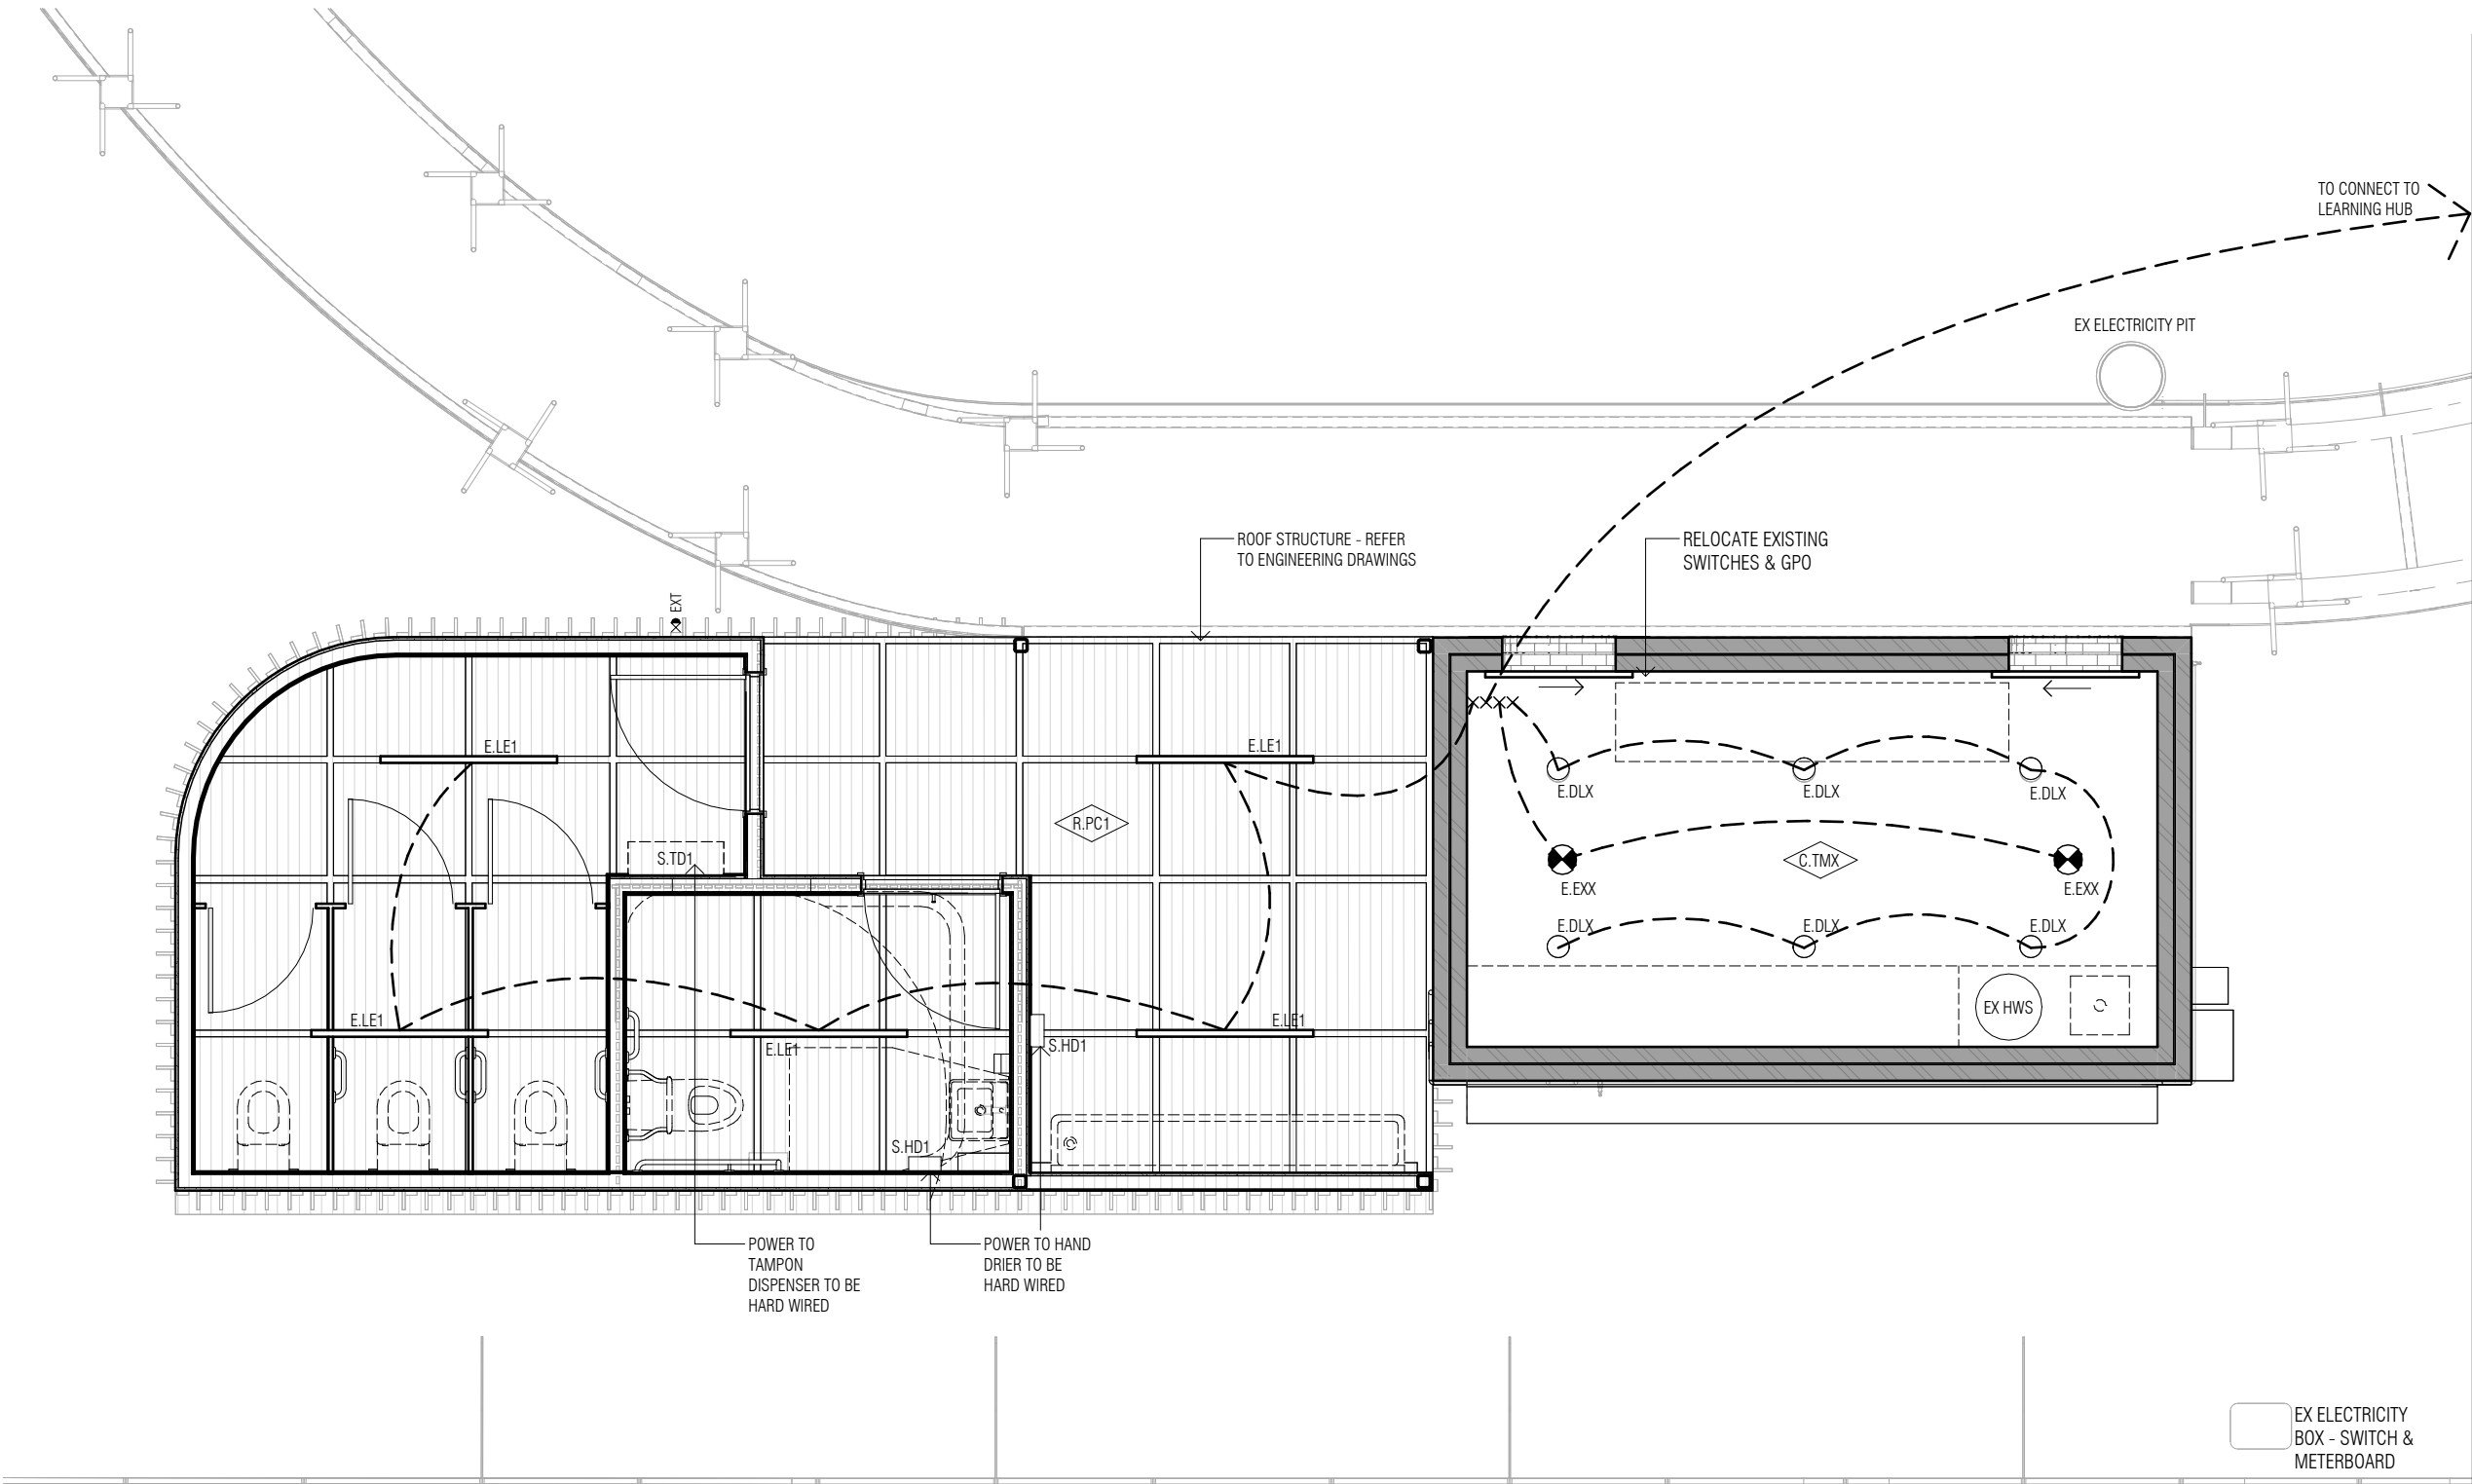 TO CONNECT TO
LEARNING HUB
EX ELECTRICITY PIT
ROOF STRUCTURE - REFER
TO ENGINEERING DRAWINGS
RELOCATE EXISTING
SWITCHES & GPO
EXT
E.LE1
E.LE1
E.DLX
E.DLX
E.DLX
R.PC1
S.TD1
C.TMX
E.EXX
E.EXX
E.DLX
E.DLX
E.DLX
EX HWS
E.LE1
E.LE1
E.LE1
S.HD1
S.HD1
POWER TO
TAMPON
DISPENSER TO BE
HARD WIRED
POWER TO HAND
DRIER TO BE
HARD WIRED
EX ELECTRICITY
BOX - SWITCH &
METERBOARD